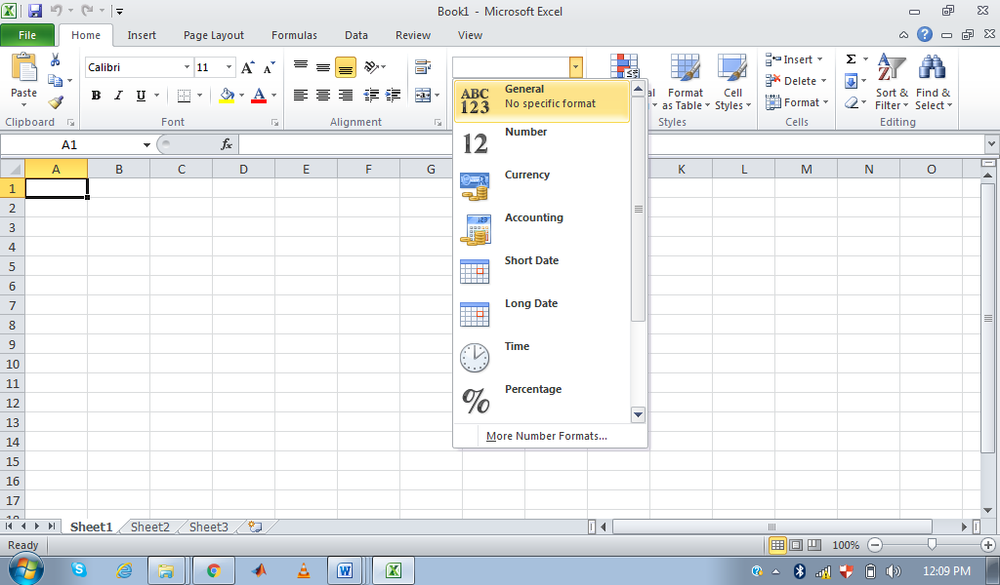 Book1 - Microsoft Excel
File Home Insert Page Layout Formulas Data Review View
Paste
Calibri 11
B I U A
Clipboard
Font
Alignment
Format as Table
Cell Styles
Styles
Insert
Delete
Format
Cells
Σ
Sort & Filter
Find & Select
Editing
A1 fx
A B C D E F G K L M N O
1
2
3
4
5
6
7
8
9
10
11
12
13
14
15
16
17
18
ABC 123
General
No specific format
12
Number
Currency
Accounting
Short Date
Long Date
Time
%
Percentage
More Number Formats...
Sheet1 Sheet2 Sheet3
Ready 100%
12:09 PM